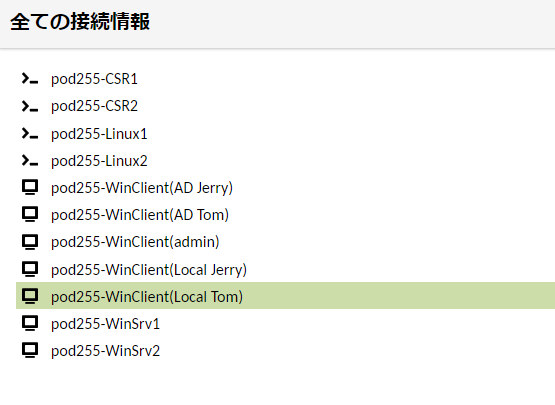 全ての接続情報
pod255-CSR1
pod255-CSR2
pod255-Linux1
pod255-Linux2
pod255-WinClient(AD Jerry)
pod255-WinClient(AD Tom)
pod255-WinClient(admin)
pod255-WinClient(Local Jerry)
pod255-WinClient(Local Tom)
pod255-WinSrv1
pod255-WinSrv2